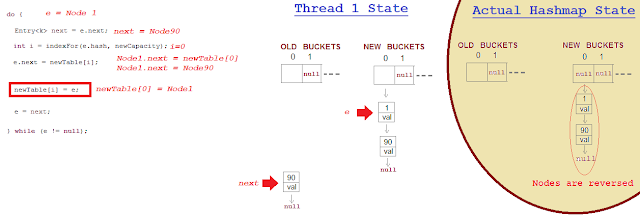 do {
e = Node 1
Entry<k> next = e.next;
next = Node90
int i = indexFor(e.hash, newCapacity);
i=0
e.next = newTable[i];
Node1.next = newTable[0]
Node1.next = Node90
newTable[i] = e;
newTable[0] = Node1
e = next;
} while (e != null);
Thread 1 State
OLD BUCKETS
0 1
null
NEW BUCKETS
0 1
null
e
1
val
90
val
null
next
90
val
null
Actual Hashmap State
OLD BUCKETS
0 1
NEW BUCKETS
0 1
null null
1
val
90
val
null
Nodes are reversed